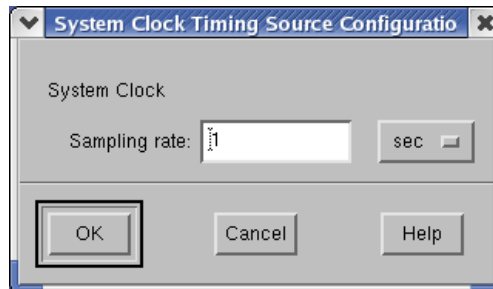 System Clock Timing Source Configuratio
System Clock
Sampling rate: 1 sec
OK Cancel Help